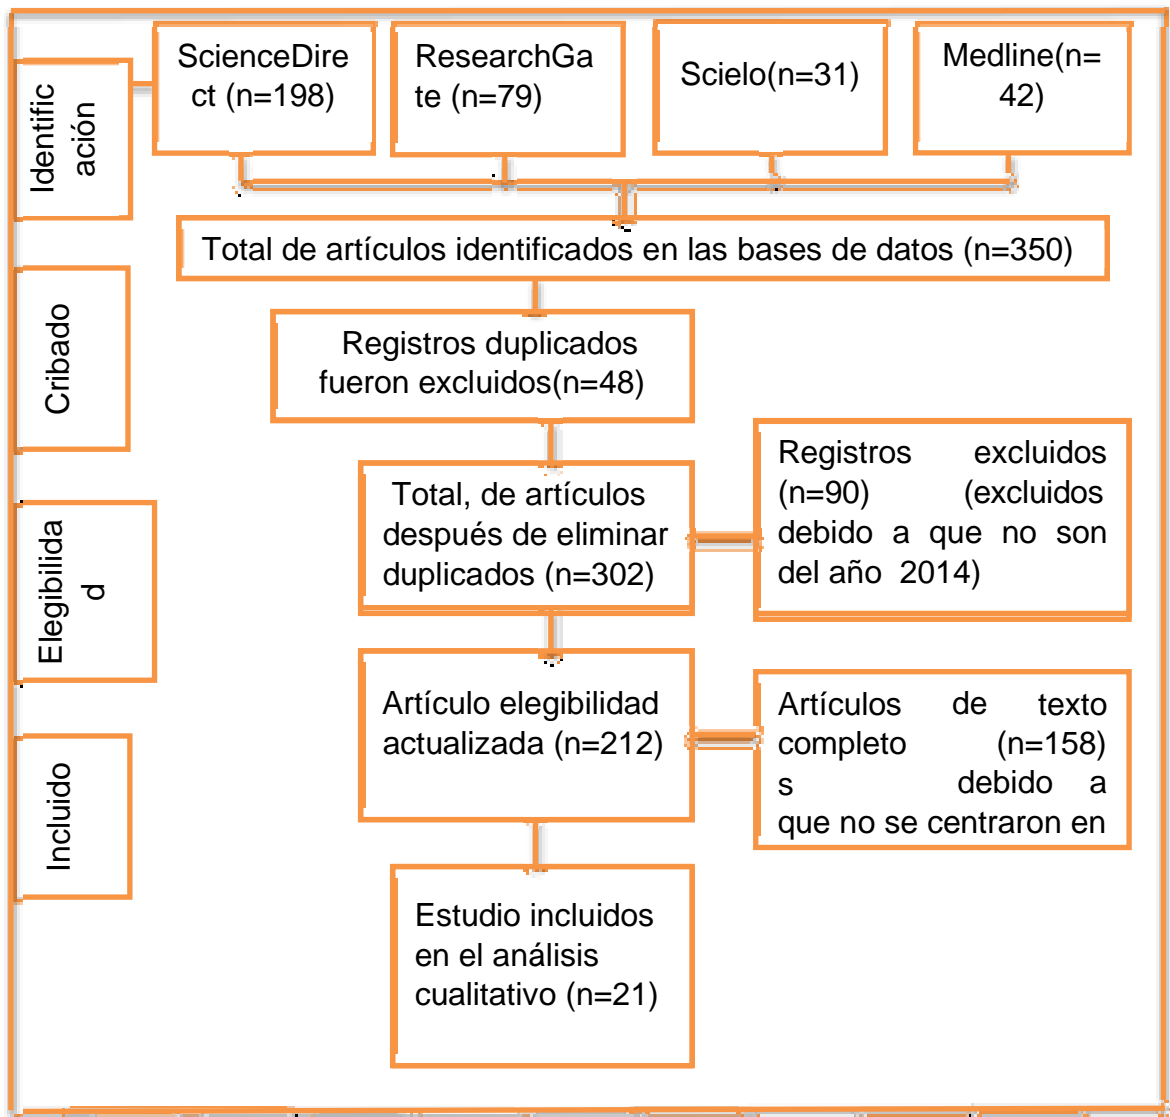 Identific
ación
ScienceDire
ct (n=198)
ResearchGa
te (n=79)
Scielo(n=31)
Medline(n=
42)
Total de artículos identificados en las bases de datos (n=350)
Cribado
Registros duplicados
fueron excluidos(n=48)
Total, de artículos
después de eliminar
duplicados (n=302)
Registros excluidos
(n=90) (excluidos
debido a que no son
del año 2014)
Elegibilida
d
Artículo elegibilidad
actualizada (n=212)
Artículos de texto
completo (n=158)
s debido a
que no se centraron en
Incluido
Estudio incluidos
en el análisis
cualitativo (n=21)